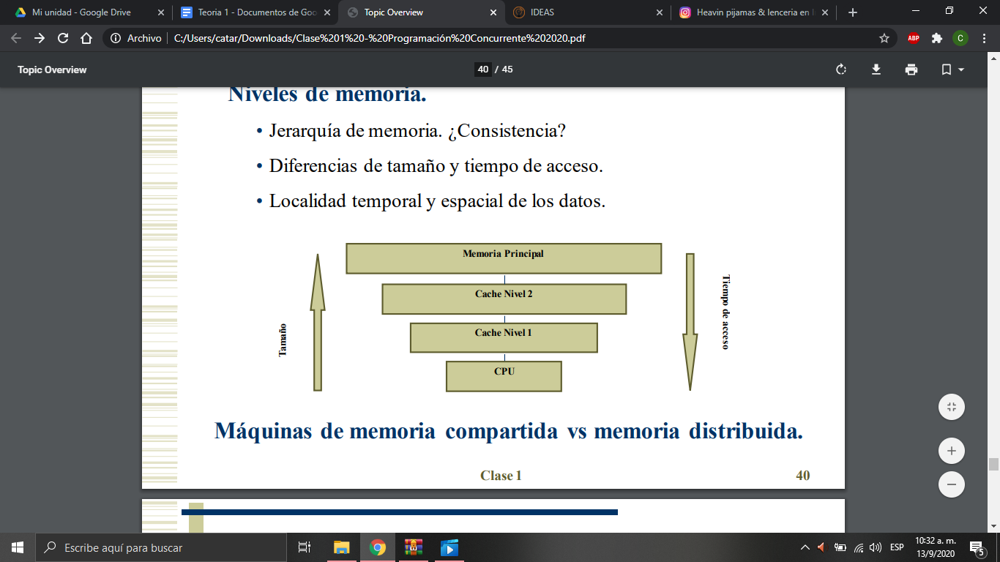 Mi unidad - Google Drive
Teoria 1 - Documentos de Goo
Topic Overview
IDEAS
Heavin pijamas & lenceria en I
Archivo
C:/Users/catar/Downloads/Clase%201%20-%20Programación%20Concurrente%202020.pdf
ABP
C
Topic Overview
40 / 45
Niveles de memoria.
• Jerarquía de memoria. ¿Consistencia?
• Diferencias de tamaño y tiempo de acceso.
• Localidad temporal y espacial de los datos.
Memoria Principal
Cache Nivel 2
Cache Nivel 1
CPU
Tamaño
Tiempo de acceso
Máquinas de memoria compartida vs memoria distribuida.
Clase 1
40
Escribe aquí para buscar
ESP
10:32 a. m.
13/9/2020
5